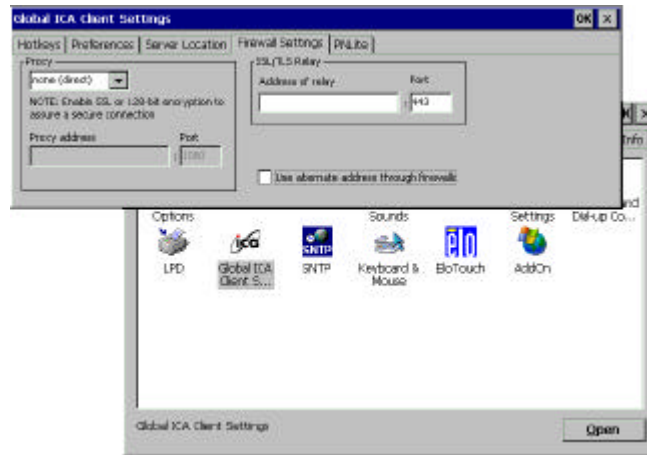 Global ICA Client Settings OK ×
Hotkeys Preferences Server Location Firewall Settings PNLite
Proxy
none (direct)
NOTE: Enable SSL or 128-bit encryption to
assure a secure connection
Proxy address Port
: 1080
SSL/TLS Relay
Address of relay Port
: 443
Use alternate address through firewalls
Info
Options Sounds Settings Dial-up Co...
and
LPD
ica
Global ICA
Client S...
SNTP
SNTP
Keyboard &
Mouse
elo
EloTouch
AddOn
Global ICA Client Settings
Open